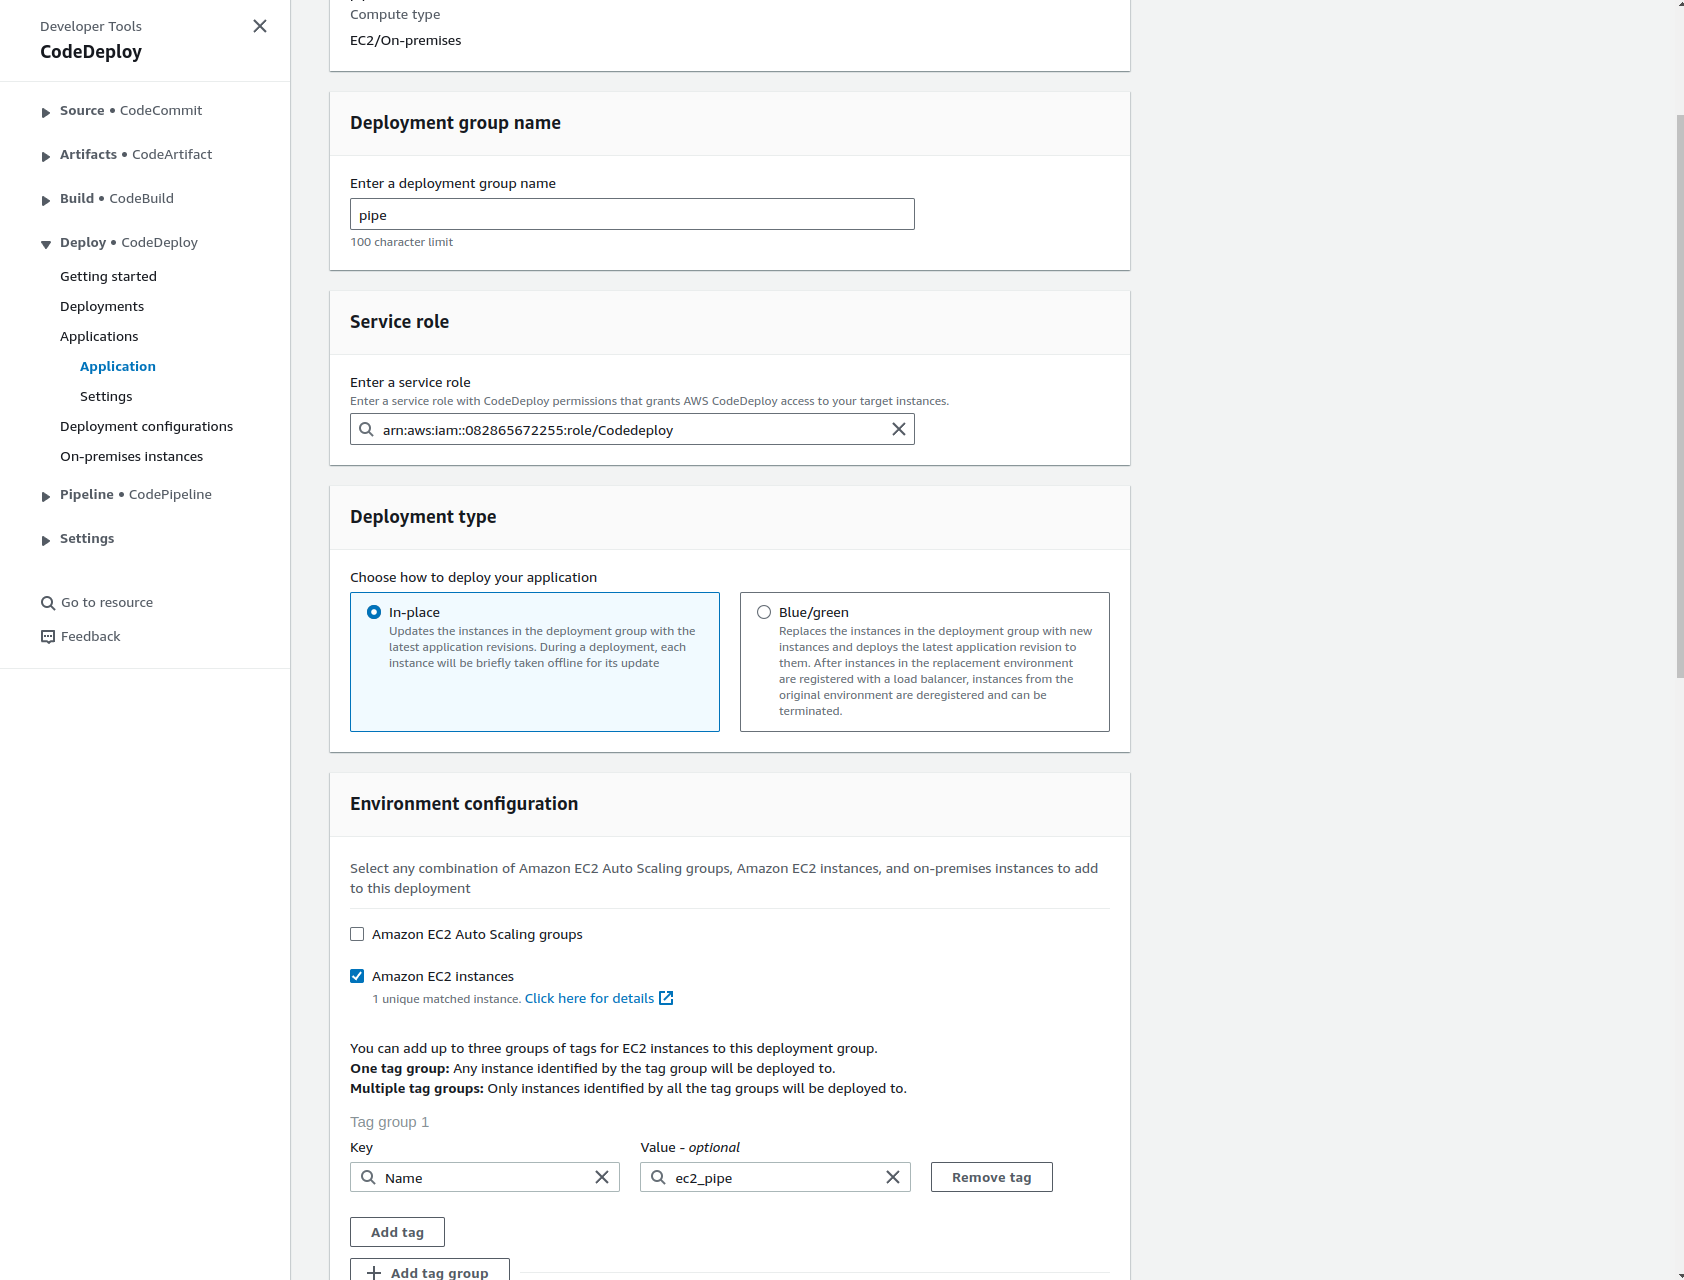 Developer Tools
CodeDeploy
Source • CodeCommit
Artifacts • CodeArtifact
Build • CodeBuild
Deploy • CodeDeploy
Getting started
Deployments
Applications
Application
Settings
Deployment configurations
On-premises instances
Pipeline • CodePipeline
Settings
Go to resource
Feedback
Compute type
EC2/On-premises
Deployment group name
Enter a deployment group name
pipe
100 character limit
Service role
Enter a service role
Enter a service role with CodeDeploy permissions that grants AWS CodeDeploy access to your target instances.
arn:aws:iam::082865672255:role/Codedeploy
Deployment type
Choose how to deploy your application
In-place
Updates the instances in the deployment group with the
latest application revisions. During a deployment, each
instance will be briefly taken offline for its update
Blue/green
Replaces the instances in the deployment group with new
instances and deploys the latest application revision to
them. After instances in the replacement environment
are registered with a load balancer, instances from the
original environment are deregistered and can be
terminated.
Environment configuration
Select any combination of Amazon EC2 Auto Scaling groups, Amazon EC2 instances, and on-premises instances to add
to this deployment
Amazon EC2 Auto Scaling groups
Amazon EC2 instances
1 unique matched instance. Click here for details
You can add up to three groups of tags for EC2 instances to this deployment group.
One tag group: Any instance identified by the tag group will be deployed to.
Multiple tag groups: Only instances identified by all the tag groups will be deployed to.
Tag group 1
Key
Value - optional
Name
ec2_pipe
Remove tag
Add tag
Add tag group